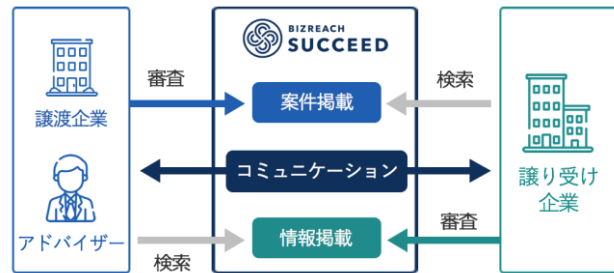 BIZREACH
SUCCEED
審査
案件掲載
検索
譲渡企業
コミュニケーション
譲り受け
企業
アドバイザー
検索
情報掲載
審査